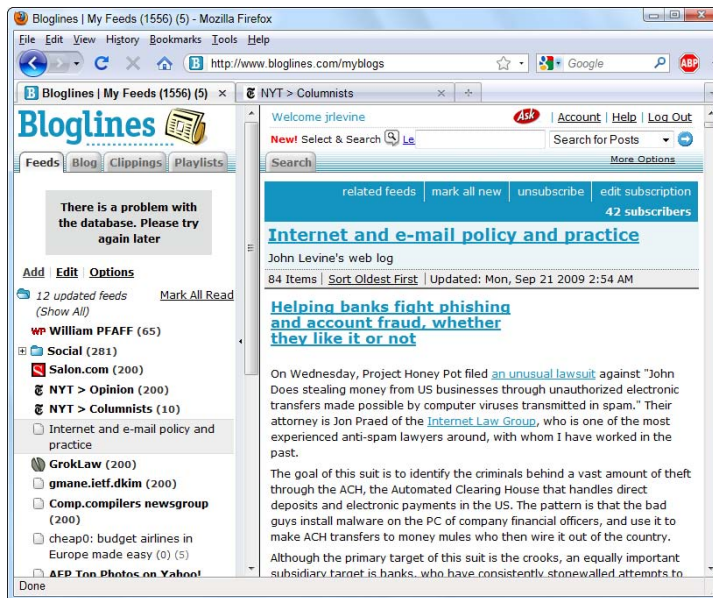 Bloglines | My Feeds (1556) (5) - Mozilla Firefox
File Edit View History Bookmarks Tools Help
http://www.bloglines.com/myblogs
Google
ABP
Bloglines | My Feeds (1556) (5)
NYT > Columnists
Bloglines
Feeds Blog Clippings Playlists
There is a problem with
the database. Please try
again later
Add | Edit | Options
12 updated feeds
(Show All)
Mark All Read
William PFAFF (65)
Social (281)
Salon.com (200)
NYT > Opinion (200)
NYT > Columnists (10)
Internet and e-mail policy and
practice
GrokLaw (200)
gmane.ietf.dkim (200)
Comp.compilers newsgroup
(200)
cheap0: budget airlines in
Europe made easy (0) (5)
AFP Top Photos on Yahoo!
Welcome jrlevine
Ask | Account | Help | Log Out
New! Select & Search Le
Search for Posts
Search
More Options
related feeds | mark all new | unsubscribe | edit subscription
42 subscribers
Internet and e-mail policy and practice
John Levine's web log
84 Items | Sort Oldest First | Updated: Mon, Sep 21 2009 2:54 AM
Helping banks fight phishing
and account fraud, whether
they like it or not
On Wednesday, Project Honey Pot filed an unusual lawsuit against "John
Does stealing money from US businesses through unauthorized electronic
transfers made possible by computer viruses transmitted in spam." Their
attorney is Jon Praed of the Internet Law Group, who is one of the most
experienced anti-spam lawyers around, with whom I have worked in the
past.
The goal of this suit is to identify the criminals behind a vast amount of theft
through the ACH, the Automated Clearing House that handles direct
deposits and electronic payments in the US. The pattern is that the bad
guys install malware on the PC of company financial officers, and use it to
make ACH transfers to money mules who then wire it out of the country.
Although the primary target of this suit is the crooks, an equally important
subsidiary target is banks, who have consistently stonewalled attempts to
Done